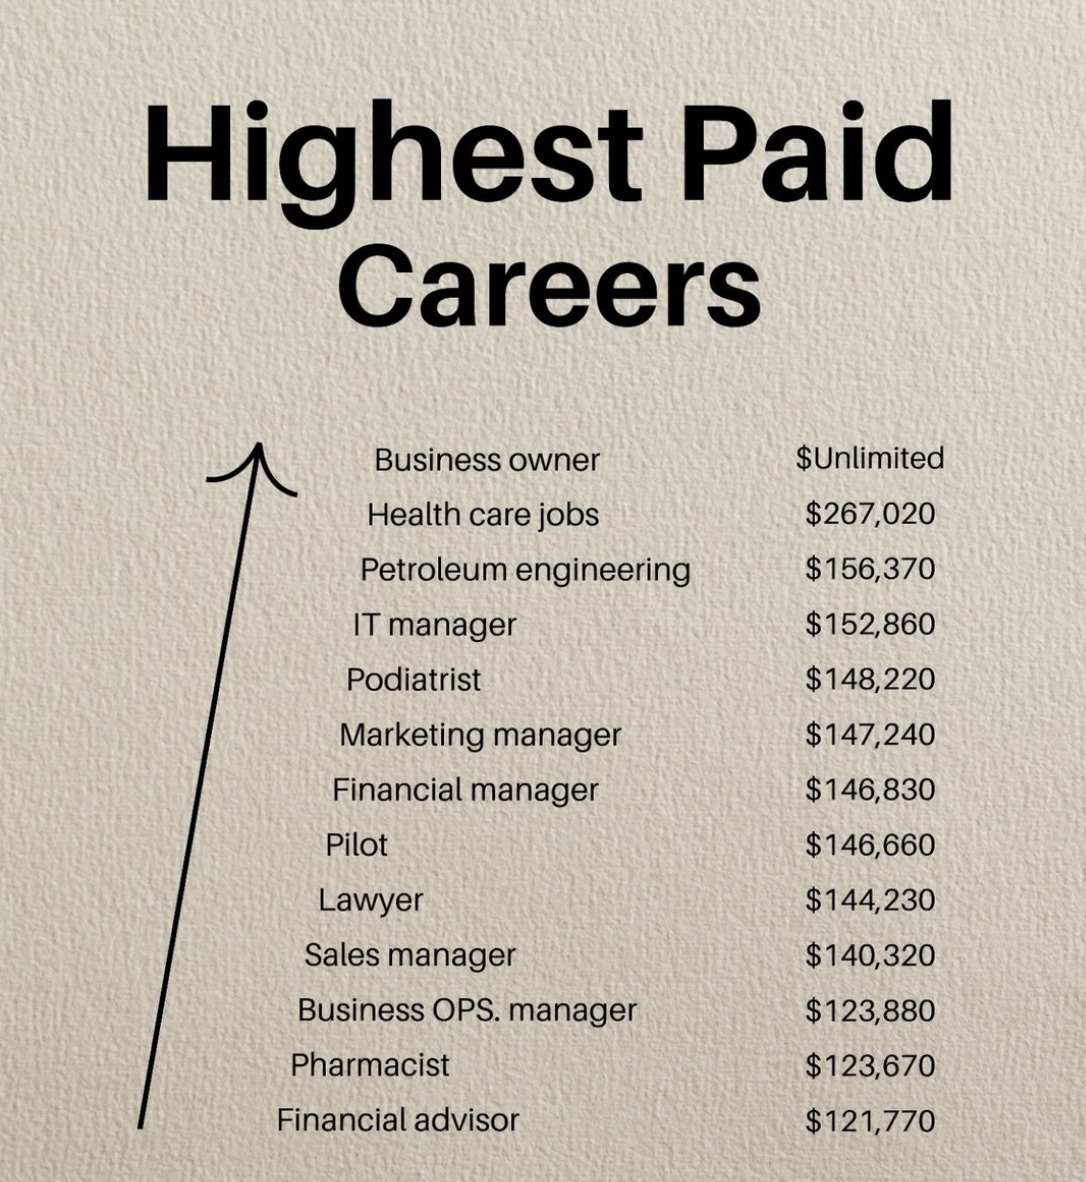 Highest Paid
Careers
Business owner $Unlimited
Health care jobs $267,020
Petroleum engineering $156,370
IT manager $152,860
Podiatrist $148,220
Marketing manager $147,240
Financial manager $146,830
Pilot $146,660
Lawyer $144,230
Sales manager $140,320
Business OPS. manager $123,880
Pharmacist $123,670
Financial advisor $121,770